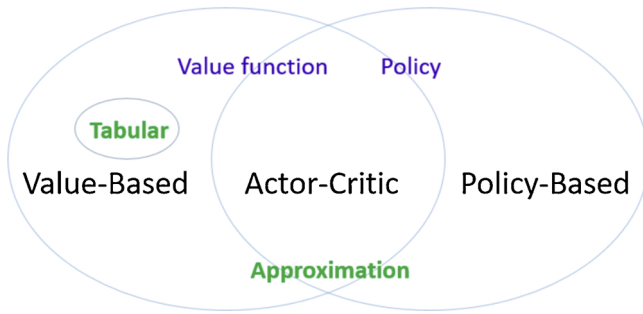 Value function
Policy
Tabular
Value-Based
Actor-Critic
Policy-Based
Approximation